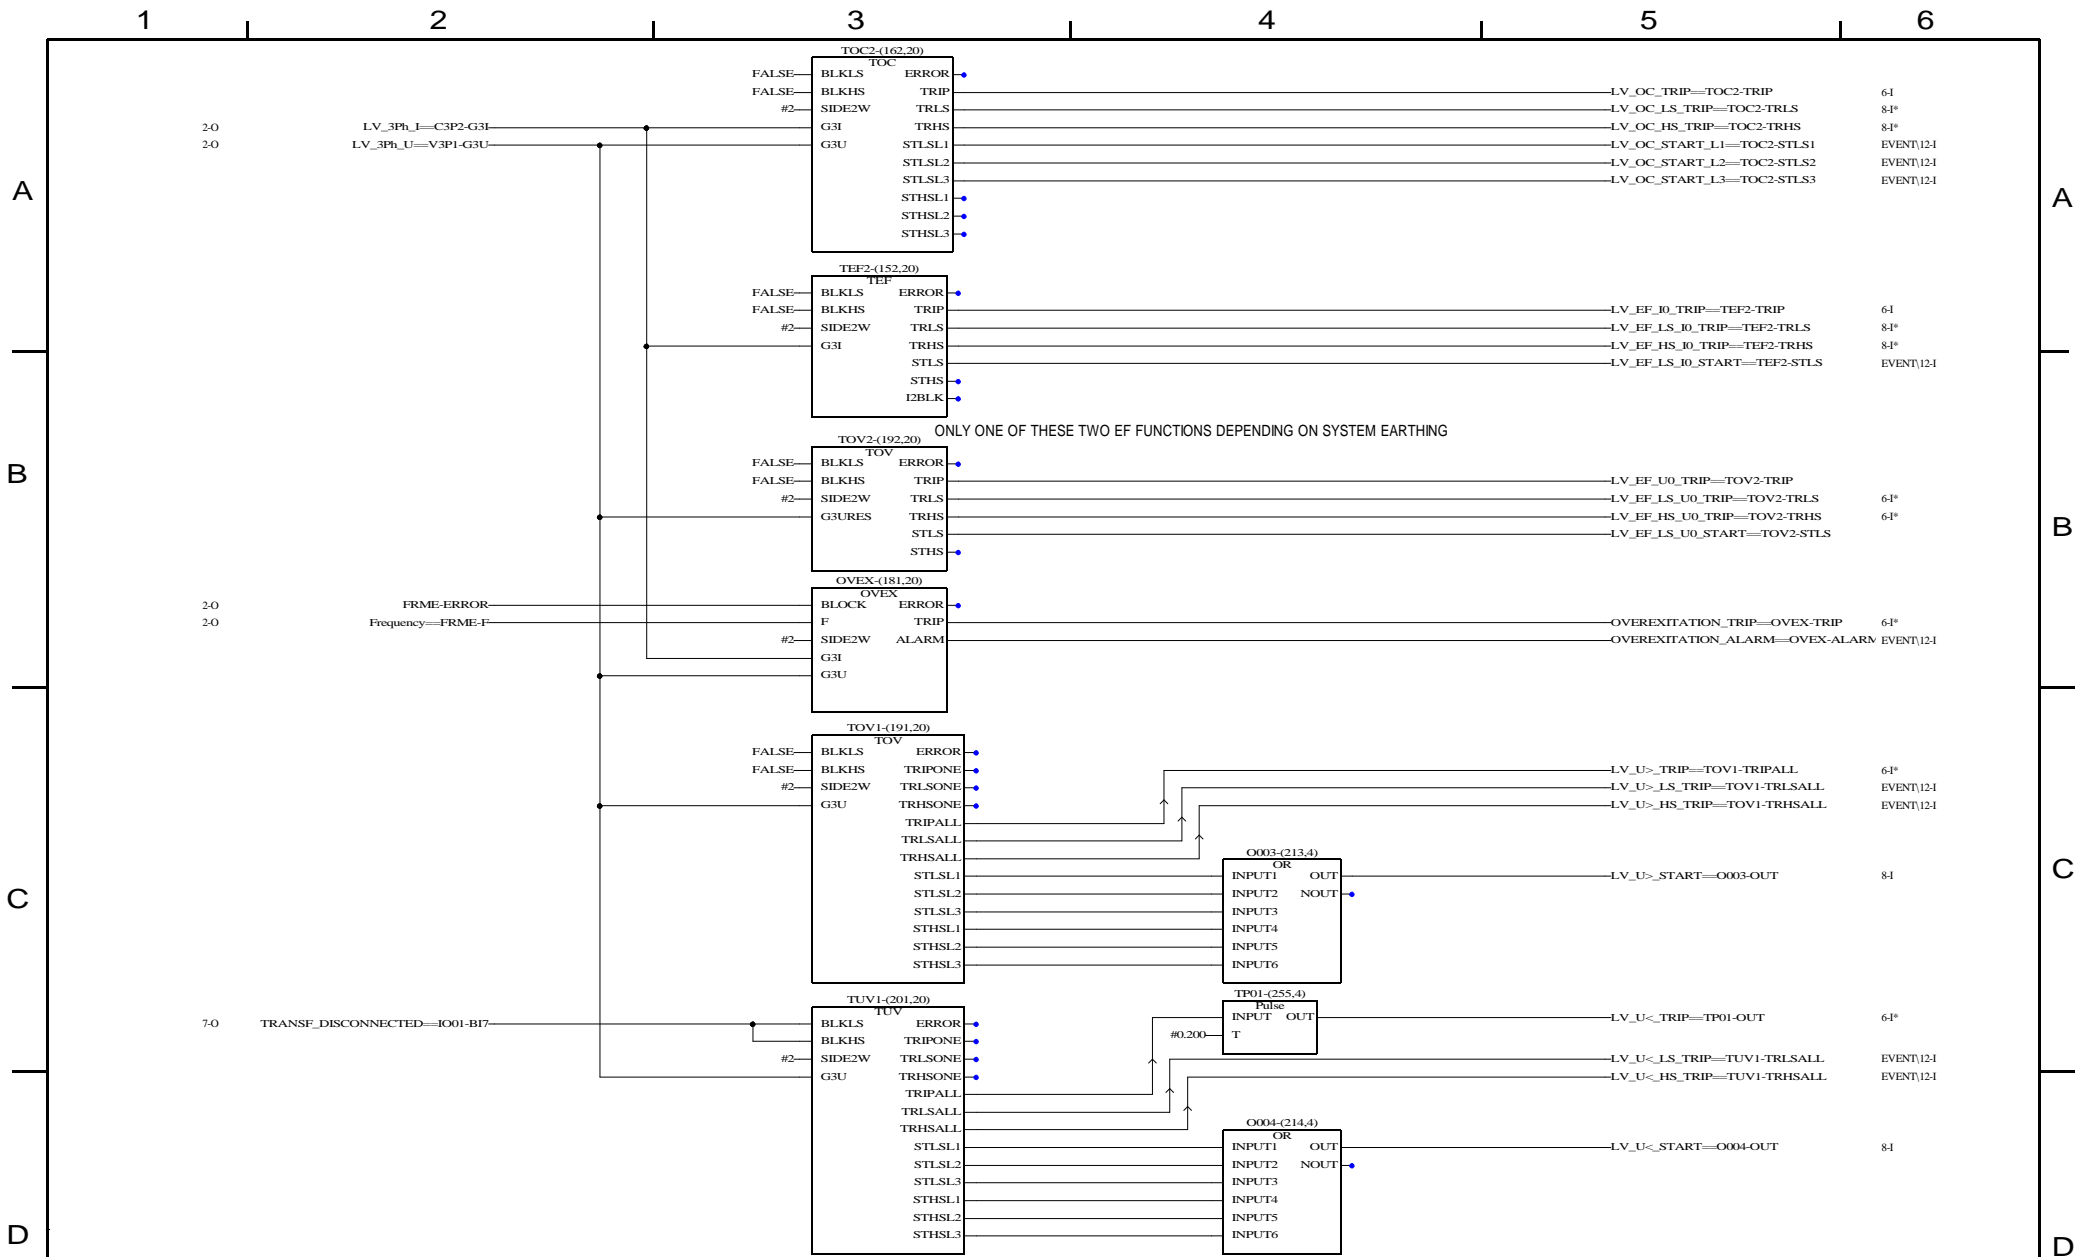 1 2 3 4 5 6
TOC2-(162,20)
TOC
FALSE BLKLS ERROR
FALSE BLKHS TRIP LV_OC_TRIP==TOC2-TRIP 6-I
#2 SIDE2W TRLS LV_OC_LS_TRIP==TOC2-TRLS 8-I*
2-O LV_3Ph_I==C3P2-G3I G3I TRHS LV_OC_HS_TRIP==TOC2-TRHS 8-I*
2-O LV_3Ph_U==V3P1-G3U G3U STLSL1 LV_OC_START_L1==TOC2-STLS1 EVENT\12-I
STLSL2 LV_OC_START_L2==TOC2-STLS2 EVENT\12-I
STLSL3 LV_OC_START_L3==TOC2-STLS3 EVENT\12-I
A STHSL1 A
STHSL2
STHSL3
TEF2-(152,20)
TEF
FALSE BLKLS ERROR
FALSE BLKHS TRIP LV_EF_I0_TRIP==TEF2-TRIP 6-I
#2 SIDE2W TRLS LV_EF_LS_I0_TRIP==TEF2-TRLS 8-I*
G3I TRHS LV_EF_HS_I0_TRIP==TEF2-TRHS 8-I*
STLS LV_EF_LS_I0_START==TEF2-STLS EVENT\12-I
STHS
I2BLK
ONLY ONE OF THESE TWO EF FUNCTIONS DEPENDING ON SYSTEM EARTHING
TOV2-(192,20)
TOV
FALSE BLKLS ERROR
B FALSE BLKHS TRIP LV_EF_U0_TRIP==TOV2-TRIP
#2 SIDE2W TRLS LV_EF_LS_U0_TRIP==TOV2-TRLS 6-I*
G3URES TRHS LV_EF_HS_U0_TRIP==TOV2-TRHS 6-I*
STLS LV_EF_LS_U0_START==TOV2-STLS B
STHS
OVEX-(181,20)
OVEX
2-O FRME-ERROR BLOCK ERROR
2-O Frequency==FRME-F F TRIP OVEREXITATION_TRIP==OVEX-TRIP 6-I*
#2 SIDE2W ALARM OVEREXITATION_ALARM==OVEX-ALARM EVENT\12-I
G3I
G3U
TOV1-(191,20)
TOV
FALSE BLKLS ERROR
FALSE BLKHS TRIPONE LV_U>_TRIP==TOV1-TRIPALL 6-I*
#2 SIDE2W TRLSONE LV_U>_LS_TRIP==TOV1-TRLSALL EVENT\12-I
G3U TRHSONE LV_U>_HS_TRIP==TOV1-TRHSALL EVENT\12-I
TRIPALL
TRLSALL
TRHSALL O003-(213,4)
OR
STLSL1 INPUT1 OUT LV_U>_START==O003-OUT 8-I C
C STLSL2 INPUT2 NOUT
STLSL3 INPUT3
STHSL1 INPUT4
STHSL2 INPUT5
STHSL3 INPUT6
TUV1-(201,20) TP01-(255,4)
TUV Pulse
7-O TRANSF_DISCONNECTED==IO01-BI7 BLKLS ERROR INPUT OUT LV_U<_TRIP==TP01-OUT 6-I*
BLKHS TRIPONE #0.200 T
#2 SIDE2W TRLSONE LV_U<_LS_TRIP==TUV1-TRLSALL EVENT\12-I
G3U TRHSONE LV_U<_HS_TRIP==TUV1-TRHSALL EVENT\12-I
TRIPALL
TRLSALL
TRHSALL O004-(214,4)
OR
STLSL1 INPUT1 OUT LV_U<_START==O004-OUT 8-I
STLSL2 INPUT2 NOUT
STLSL3 INPUT3
STHSL1 INPUT4
STHSL2 INPUT5
D STHSL3 INPUT6 D